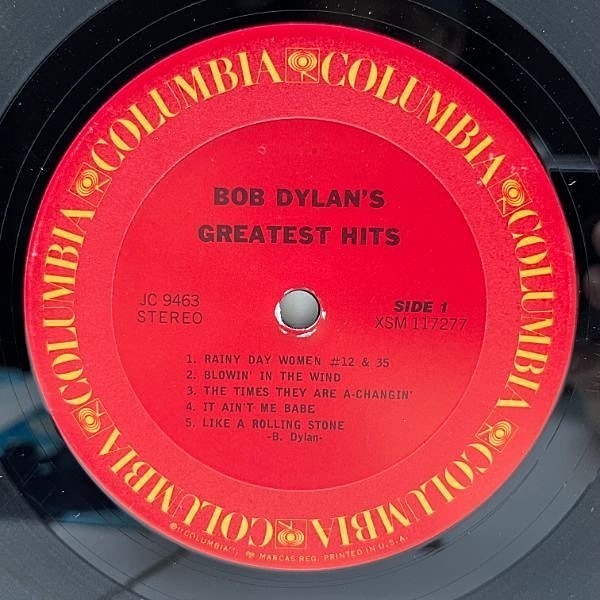 COLUMBIA COLUMBIA COLUMBIA COLUMBIA COLUMBIA COLUMBIA
BOB DYLAN'S
GREATEST HITS
JC 9463
STEREO
SIDE 1
XSM 117277
1. RAINY DAY WOMEN #12 & 35
2. BLOWIN' IN THE WIND
3. THE TIMES THEY ARE A-CHANGIN'
4. IT AIN'T ME BABE
5. LIKE A ROLLING STONE
-B. Dylan-
"COLUMBIA", MARCAS REG. PRINTED IN U.S.A.